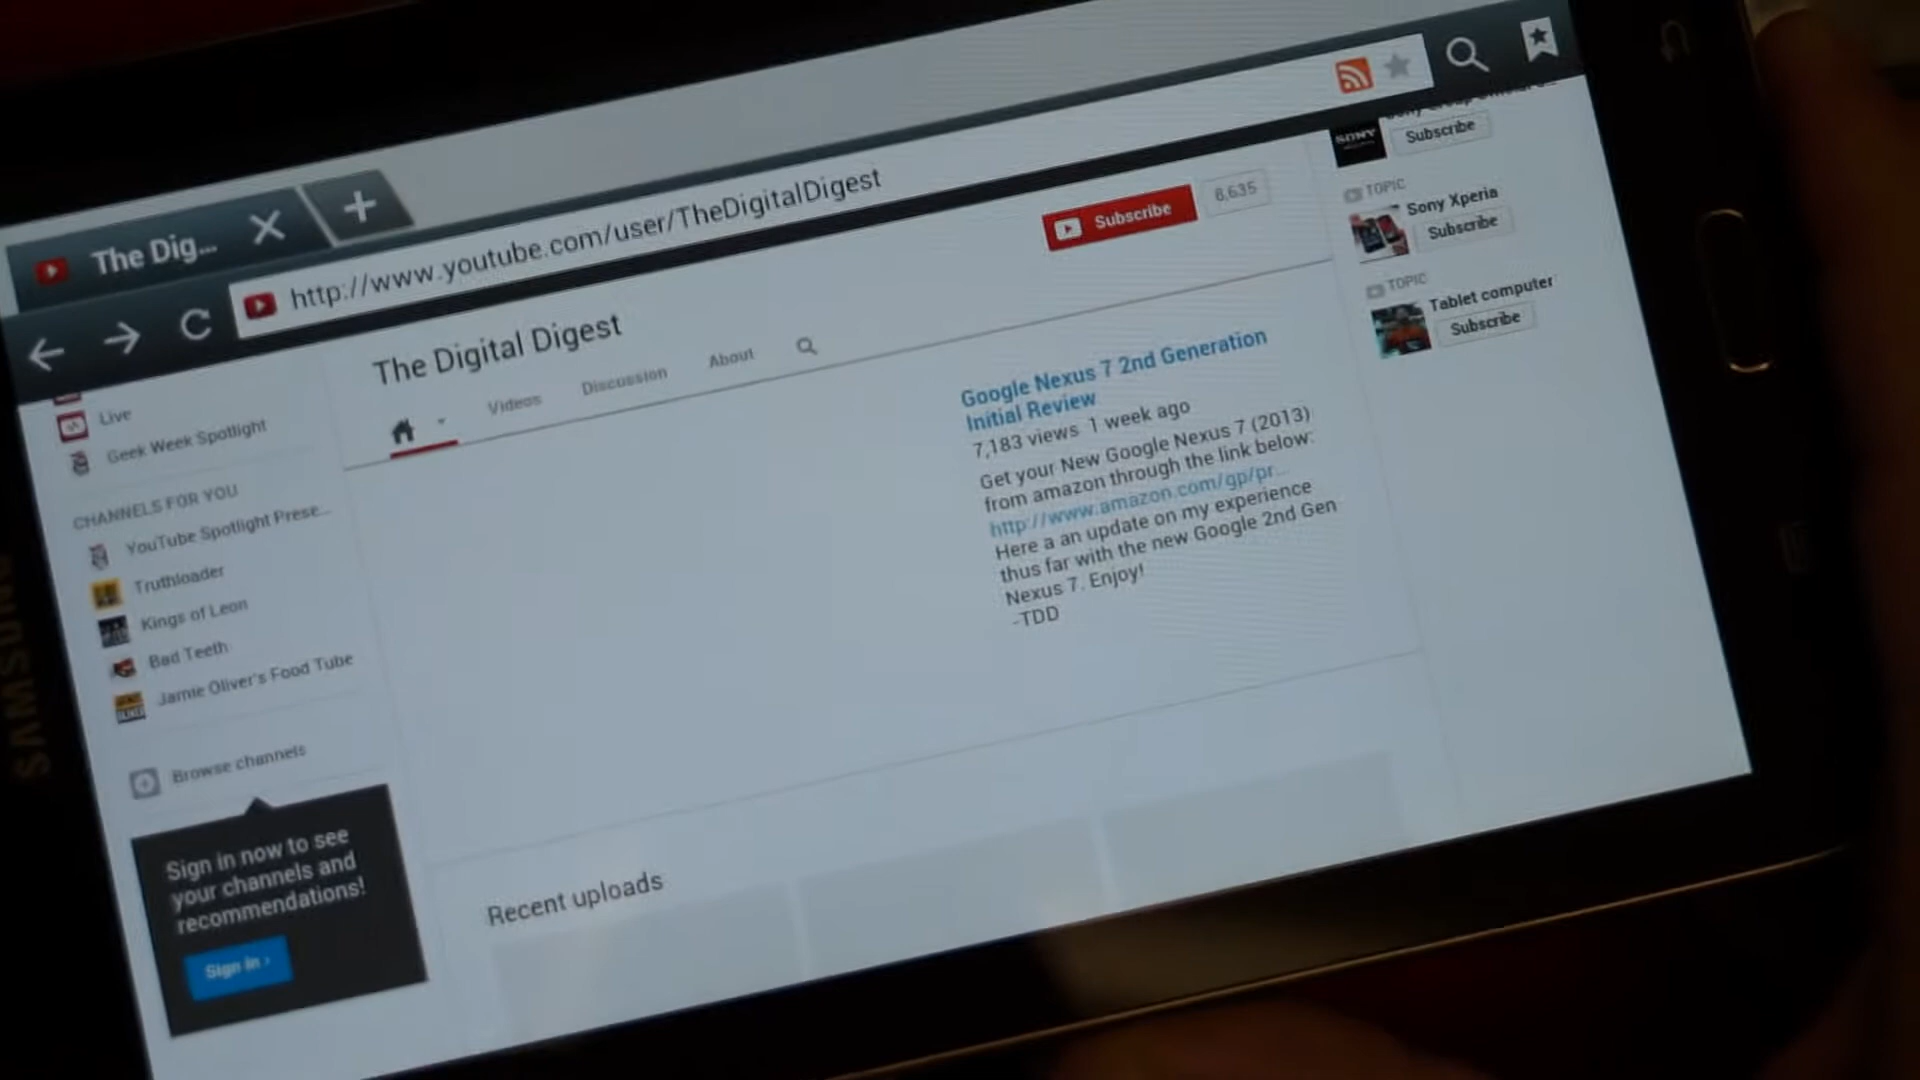 The Dig...
http://www.youtube.com/user/TheDigitalDigest
The Digital Digest
Subscribe
Videos
Discussion
About
Live
Geek Week Spotlight
CHANNELS FOR YOU
YouTube Spotlight Prese...
Truthloader
Kings of Leon
Bad Teeth
Jamie Oliver's Food Tube
Browse channels
Sign in now to see
your channels and
recommendations!
Sign in ›
Google Nexus 7 2nd Generation
Initial Review
7,183 views 1 week ago
Get your New Google Nexus 7 (2013)
from amazon through the link below:
http://www.amazon.com/gp/pr...
Here a an update on my experience
thus far with the new Google 2nd Gen
Nexus 7. Enjoy!
-TDD
Recent uploads
SONY
Subscribe
TOPIC
Sony Xperia
Subscribe
TOPIC
Tablet computer
Subscribe
SAMSUNG